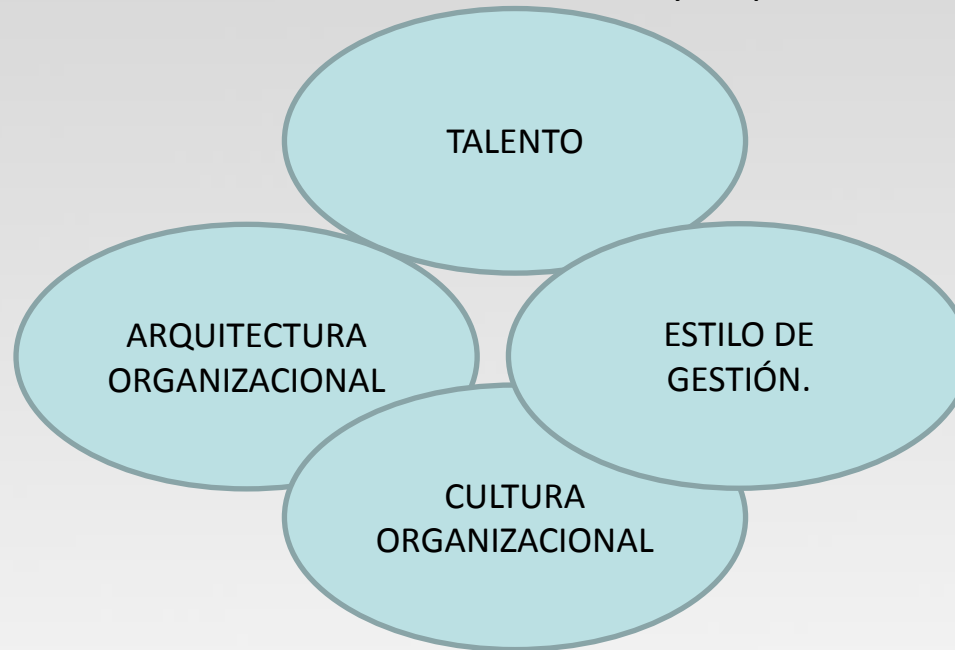 TALENTO
ARQUITECTURA
ORGANIZACIONAL
ESTILO DE
GESTIÓN.
CULTURA
ORGANIZACIONAL